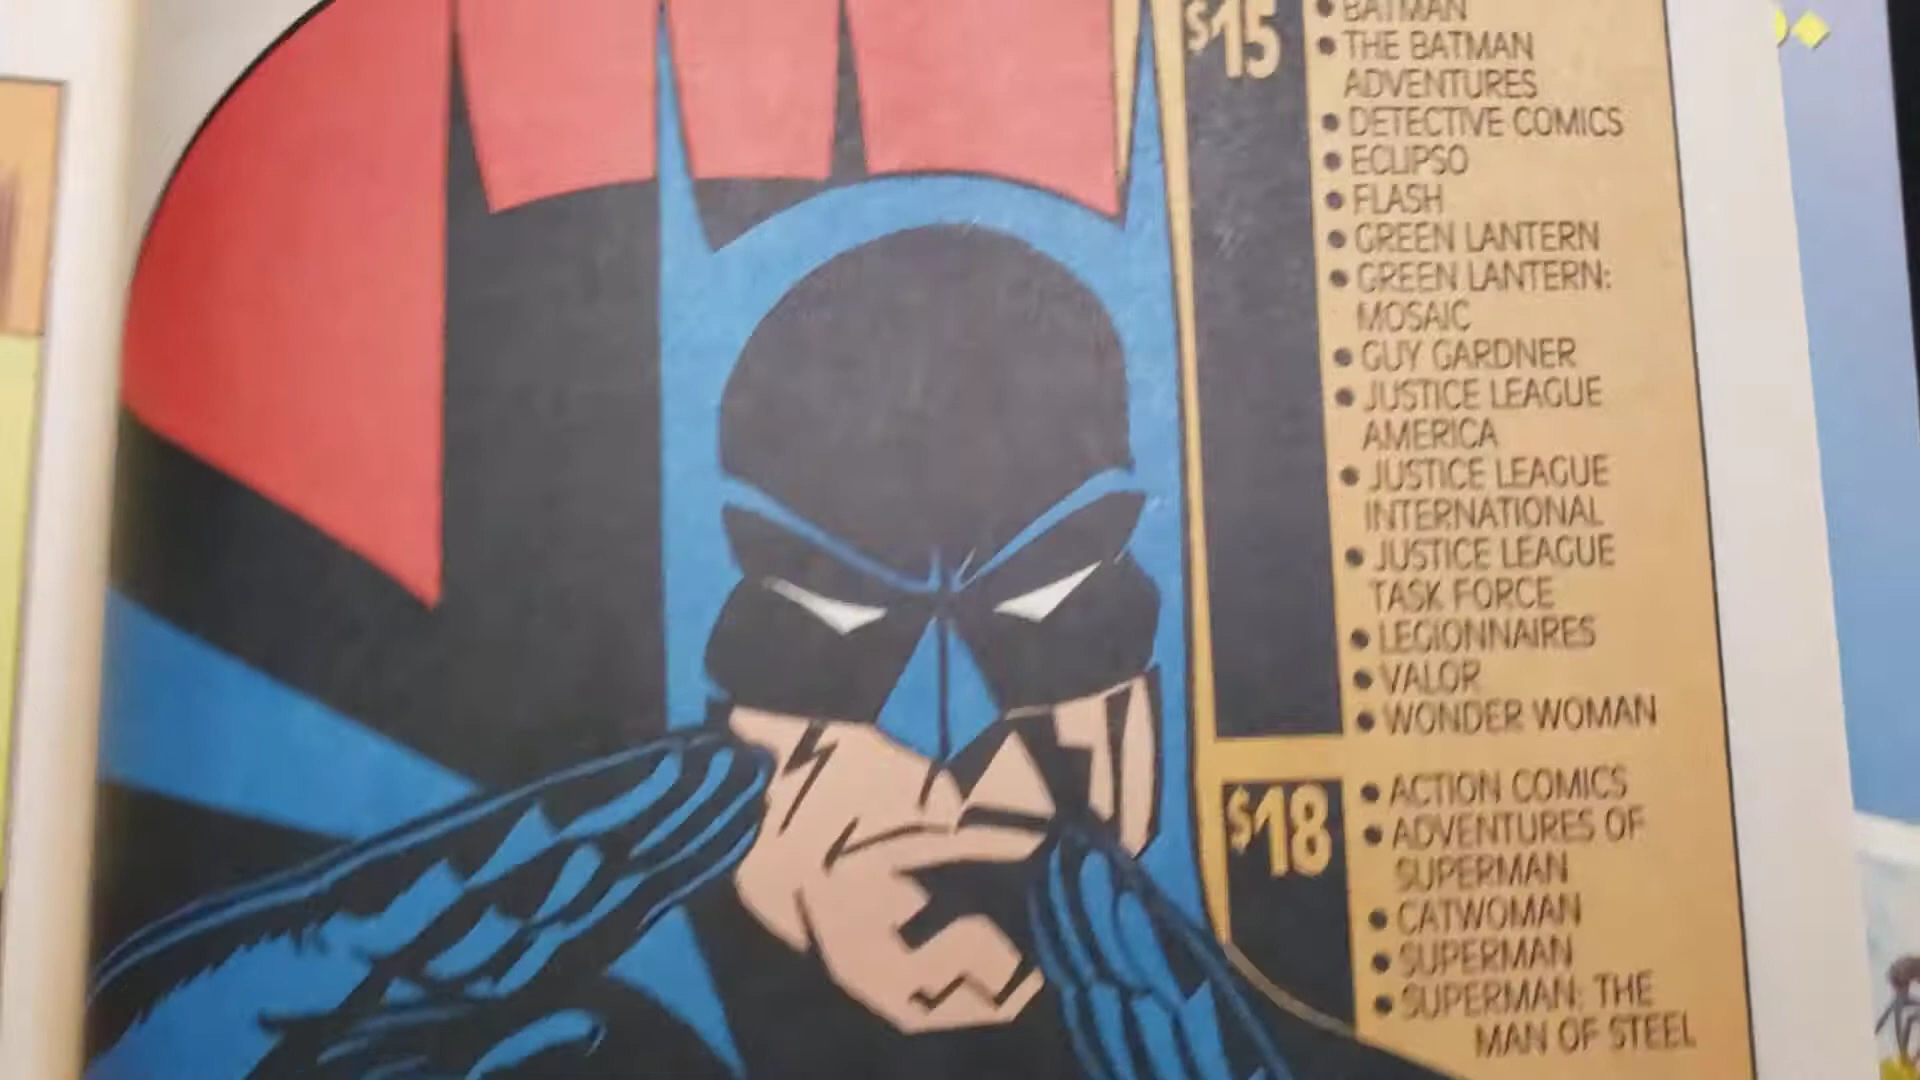 $15
• BATMAN
• THE BATMAN
ADVENTURES
• DETECTIVE COMICS
• ECLIPSO
• FLASH
• GREEN LANTERN
• GREEN LANTERN:
MOSAIC
• GUY GARDNER
• JUSTICE LEAGUE
AMERICA
• JUSTICE LEAGUE
INTERNATIONAL
• JUSTICE LEAGUE
TASK FORCE
• LEGIONNAIRES
• VALOR
• WONDER WOMAN
$18
• ACTION COMICS
• ADVENTURES OF
SUPERMAN
• CATWOMAN
• SUPERMAN
• SUPERMAN: THE
MAN OF STEEL